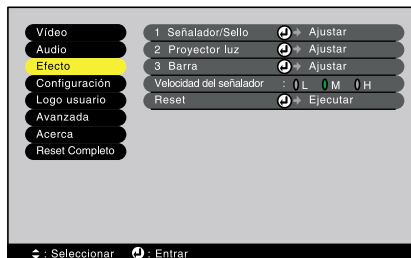 Vídeo
Audio
Efecto
Configuración
Logo usuario
Avanzada
Acerca
Reset Completo
1 Señalador/Sello Ajustar
2 Proyector luz Ajustar
3 Barra Ajustar
Velocidad del señalador : L M H
Reset Ejecutar
: Seleccionar : Entrar